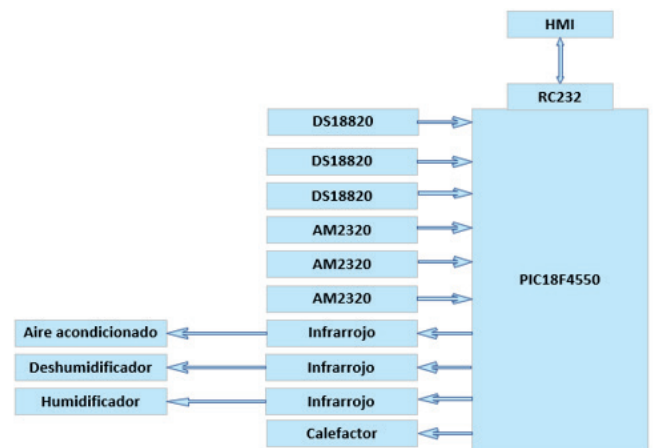 HMI
RC232
DS18820
DS18820
DS18820
AM2320
AM2320
AM2320
PIC18F4550
Aire acondicionado
Infrarrojo
Deshumidificador
Infrarrojo
Humidificador
Infrarrojo
Calefactor